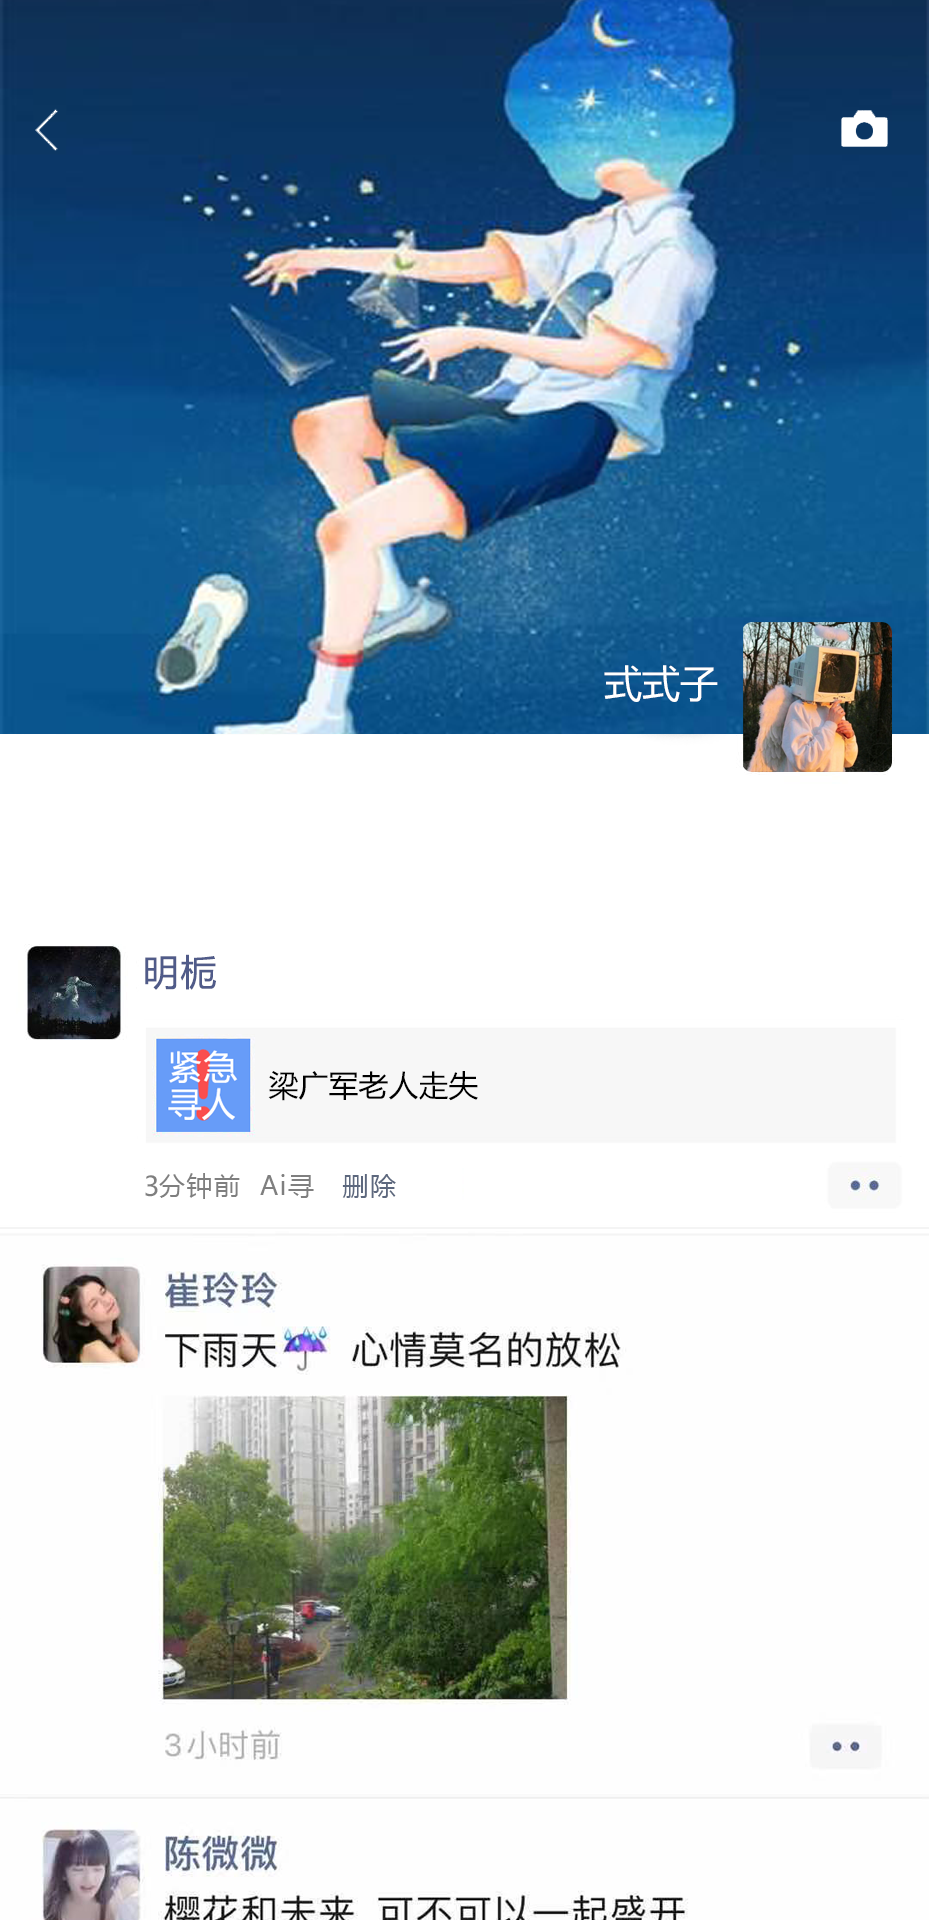 式式子
明栀
紧急
寻人
梁广军老人走失
3分钟前 Ai寻 删除
崔玲玲
下雨天☔ 心情莫名的放松
3小时前
陈微微
樱花和未来 可不可以一起盛开